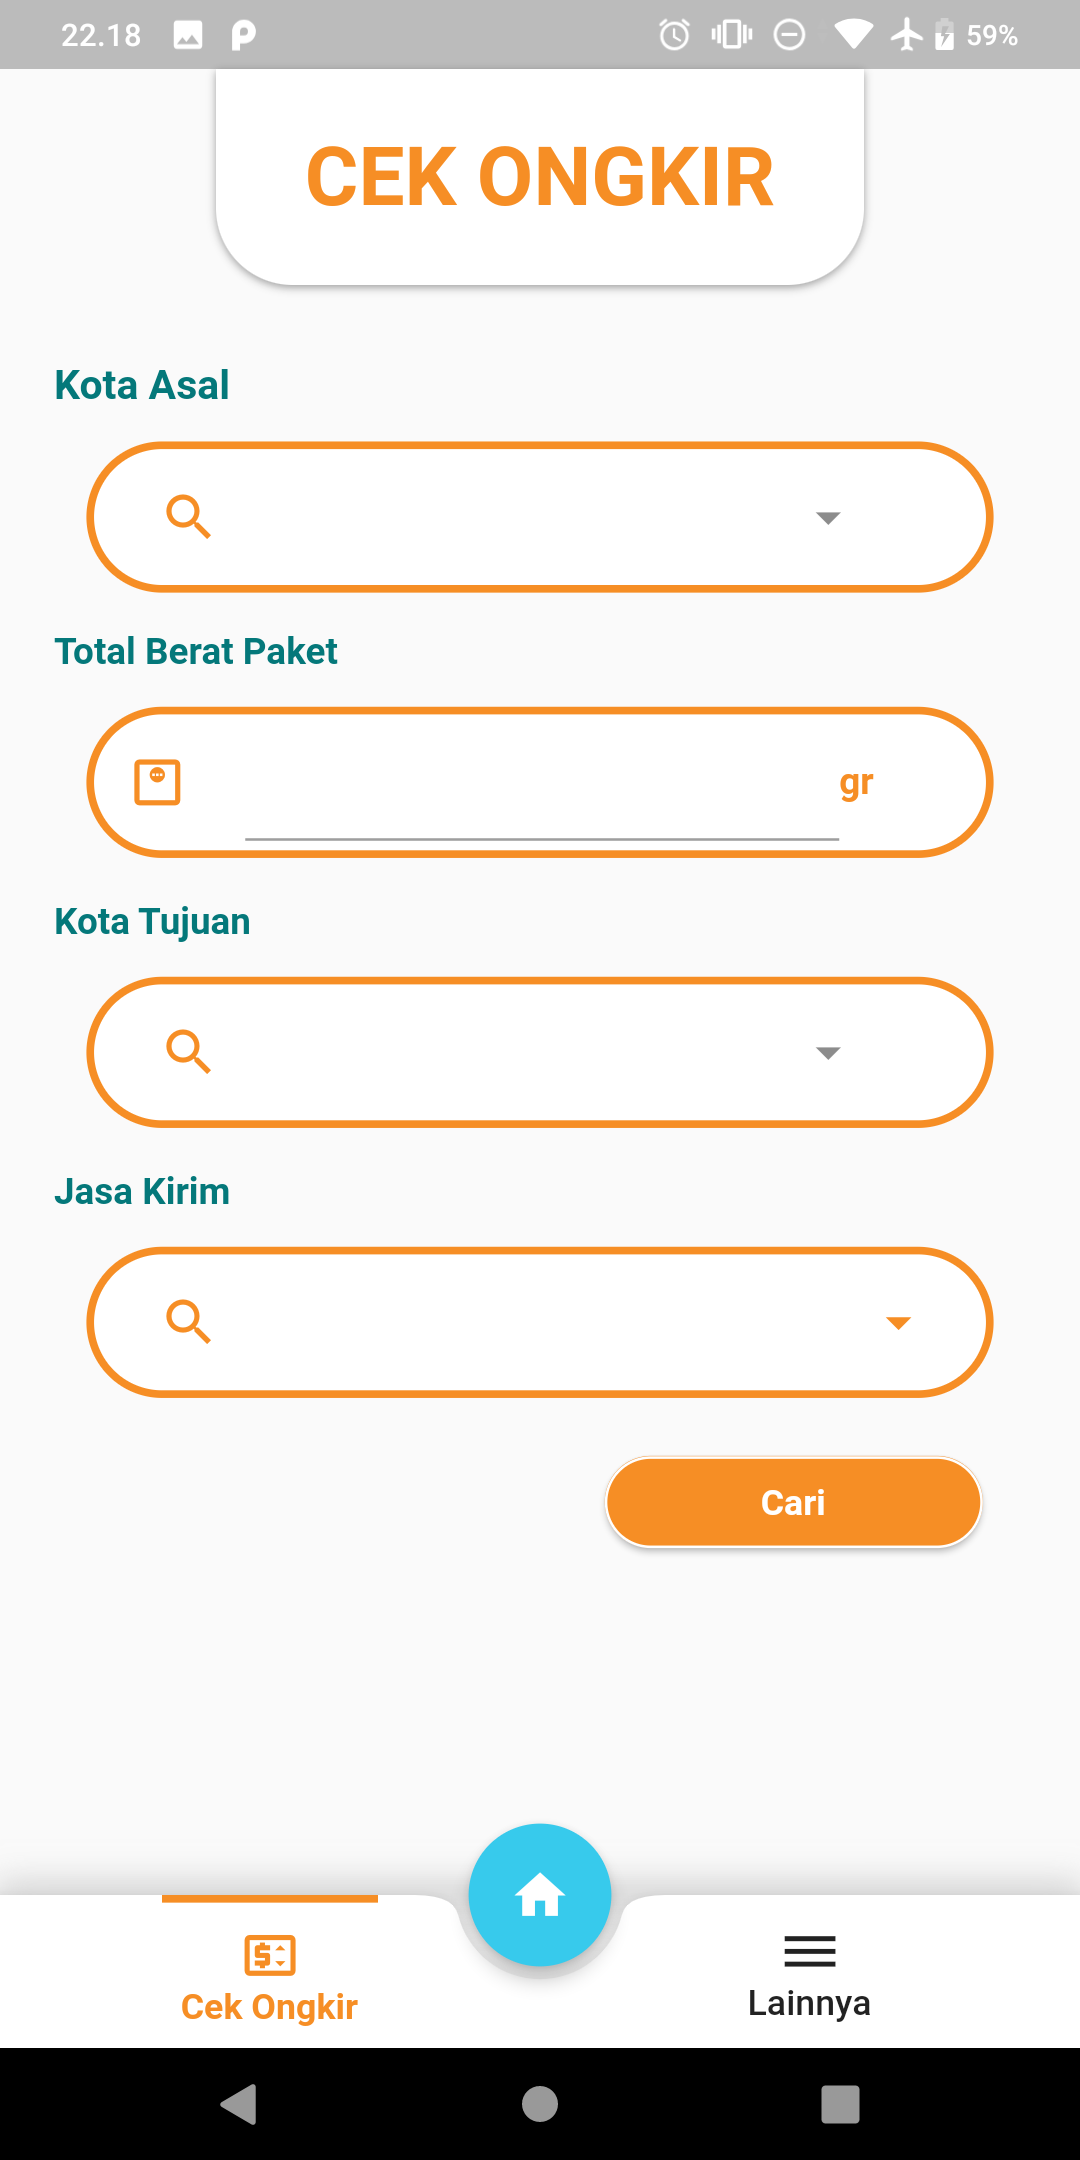 22.18
59%
CEK ONGKIR
Kota Asal
Total Berat Paket
gr
Kota Tujuan
Jasa Kirim
Cari
Cek Ongkir
Lainnya